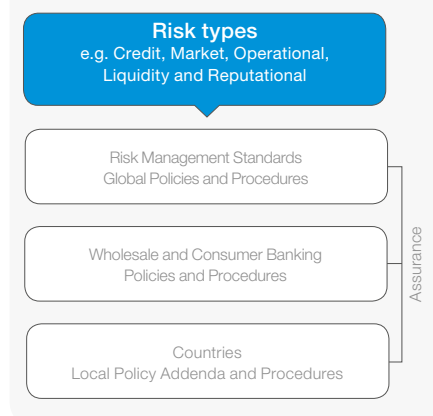 Risk types
e.g. Credit, Market, Operational,
Liquidity and Reputational
Risk Management Standards
Global Policies and Procedures
Wholesale and Consumer Banking
Policies and Procedures
Countries
Local Policy Addenda and Procedures
Assurance